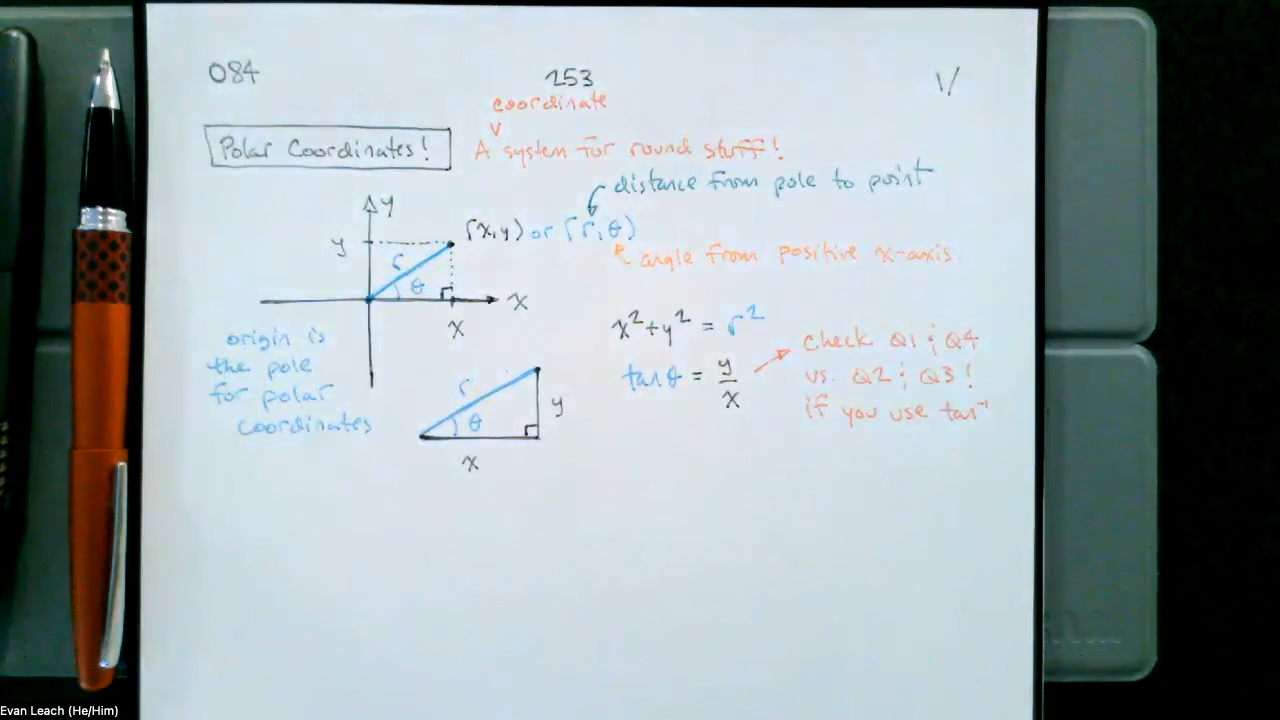 084
253
1/
coordinate
Polar Coordinates!
A system for round stuff!
distance from pole to point
y
y
(x,y) or (r,θ)
angle from positive x-axis.
r
θ
x
x
x²+y² = r²
origin is
the pole
for polar
coordinates
tan θ = y/x
check Q1 & Q4
vs. Q2 & Q3!
if you use tan⁻¹
r
θ
y
x
Evan Leach (He/Him)